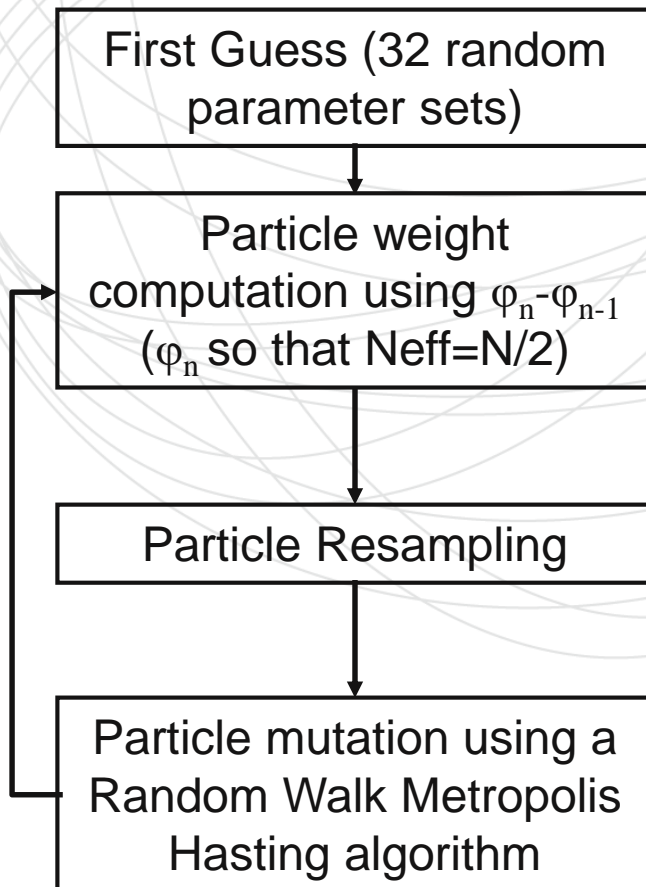 First Guess (32 random
parameter sets)
Particle weight
computation using φn-φn-1
(φn so that Neff=N/2)
Particle Resampling
Particle mutation using a
Random Walk Metropolis
Hasting algorithm